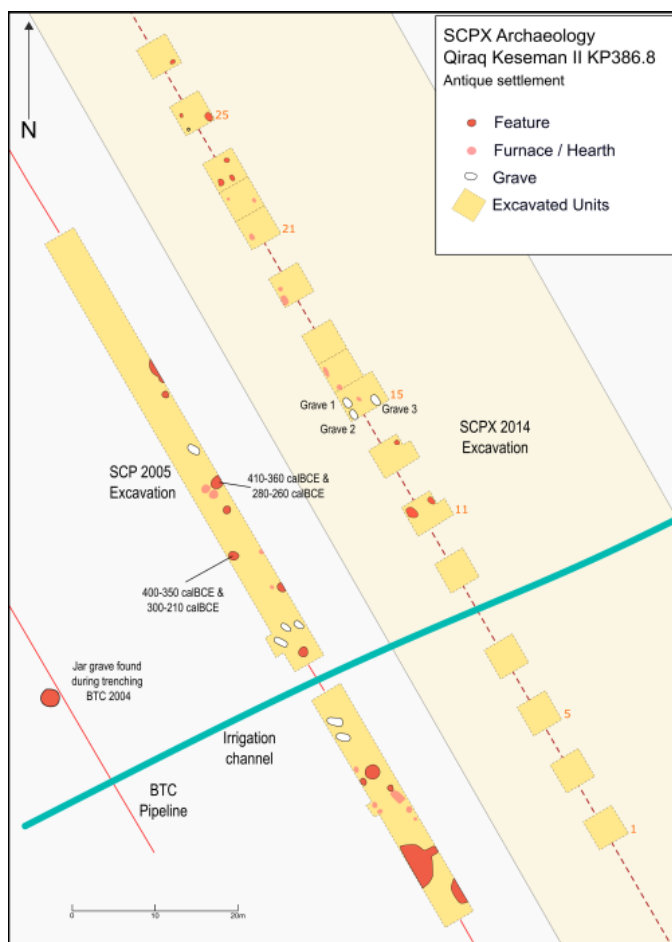 SCPX Archaeology
Qiraq Keseman II KP386.8
Antique settlement
Feature
Furnace / Hearth
Grave
Excavated Units
N
25
21
15
Grave 1
Grave 3
Grave 2
SCPX 2014
Excavation
SCP 2005
Excavation
410-360 calBCE &
280-260 calBCE
11
400-350 calBCE &
300-210 calBCE
Jar grave found
during trenching
BTC 2004
5
Irrigation
channel
BTC
Pipeline
1
0
10
20m